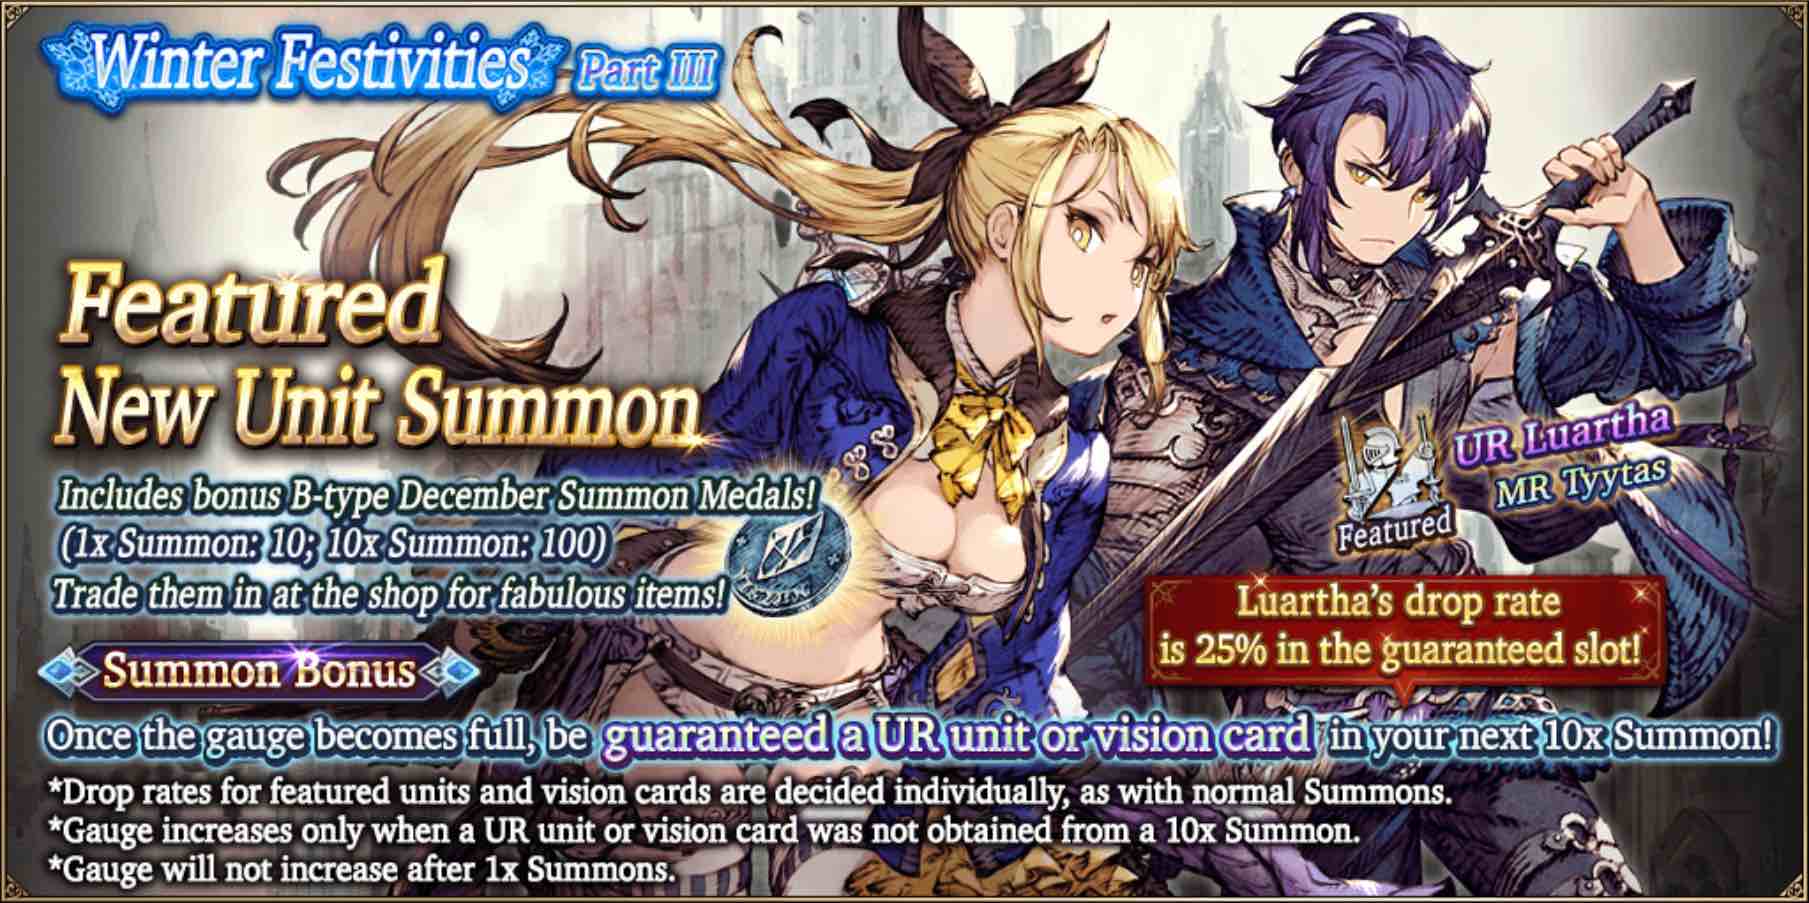 Winter Festivities Part III
Featured
New Unit Summon
Includes bonus B-type December Summon Medals!
(1x Summon: 10; 10x Summon: 100)
Trade them in at the shop for fabulous items!
UR Luartha
MR Tyytas
Featured
Luartha's drop rate
is 25% in the guaranteed slot!
Summon Bonus
Once the gauge becomes full, be guaranteed a UR unit or vision card in your next 10x Summon!
*Drop rates for featured units and vision cards are decided individually, as with normal Summons.
*Gauge increases only when a UR unit or vision card was not obtained from a 10x Summon.
*Gauge will not increase after 1x Summons.